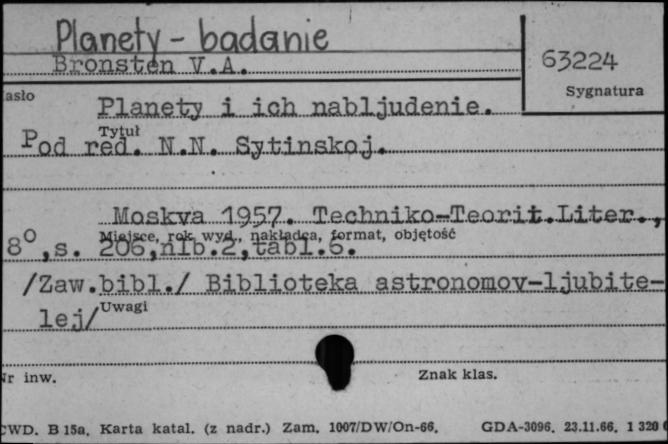 Planety - badanie
Bronsten V.A.
63224
Sygnatura
asło
Planety i ich nabljudenie.
Tytuł
Pod red. N.N. Sytinskoj.
Moskva 1957. Techniko-Teorit.Liter.,
Miejsce, rok wyd., nakładca, format, objętość
8°,s. 206,nlb.2,tabl.6.
/Zaw.bibl./ Biblioteka astronomov-ljubite-
Uwagi
lej/
Nr inw.
Znak klas.
CWD. B 15a. Karta katal. (z nadr.) Zam. 1007/DW/On-66. GDA-3096. 23.11.66. 1 320